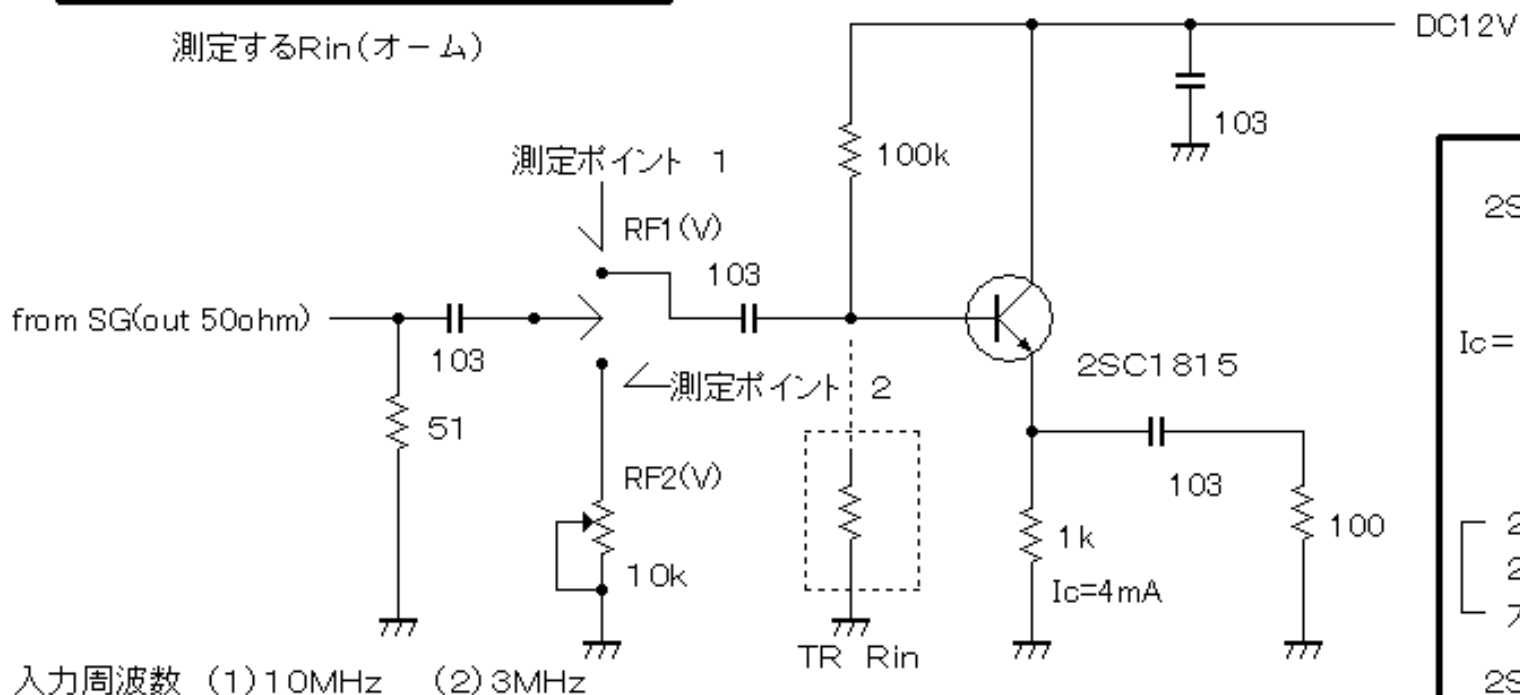 測定するRin(オーム)
DC12V
103
測定ポイント 1
100k
RF1(V)
2S
103
from SG(out 50ohm)
103
Ic=
2SC1815
測定ポイント 2
51
RF2(V)
103
1k
100
10k
Ic=4mA
TR Rin
入力周波数 (1)10MHz (2)3MHz
2S